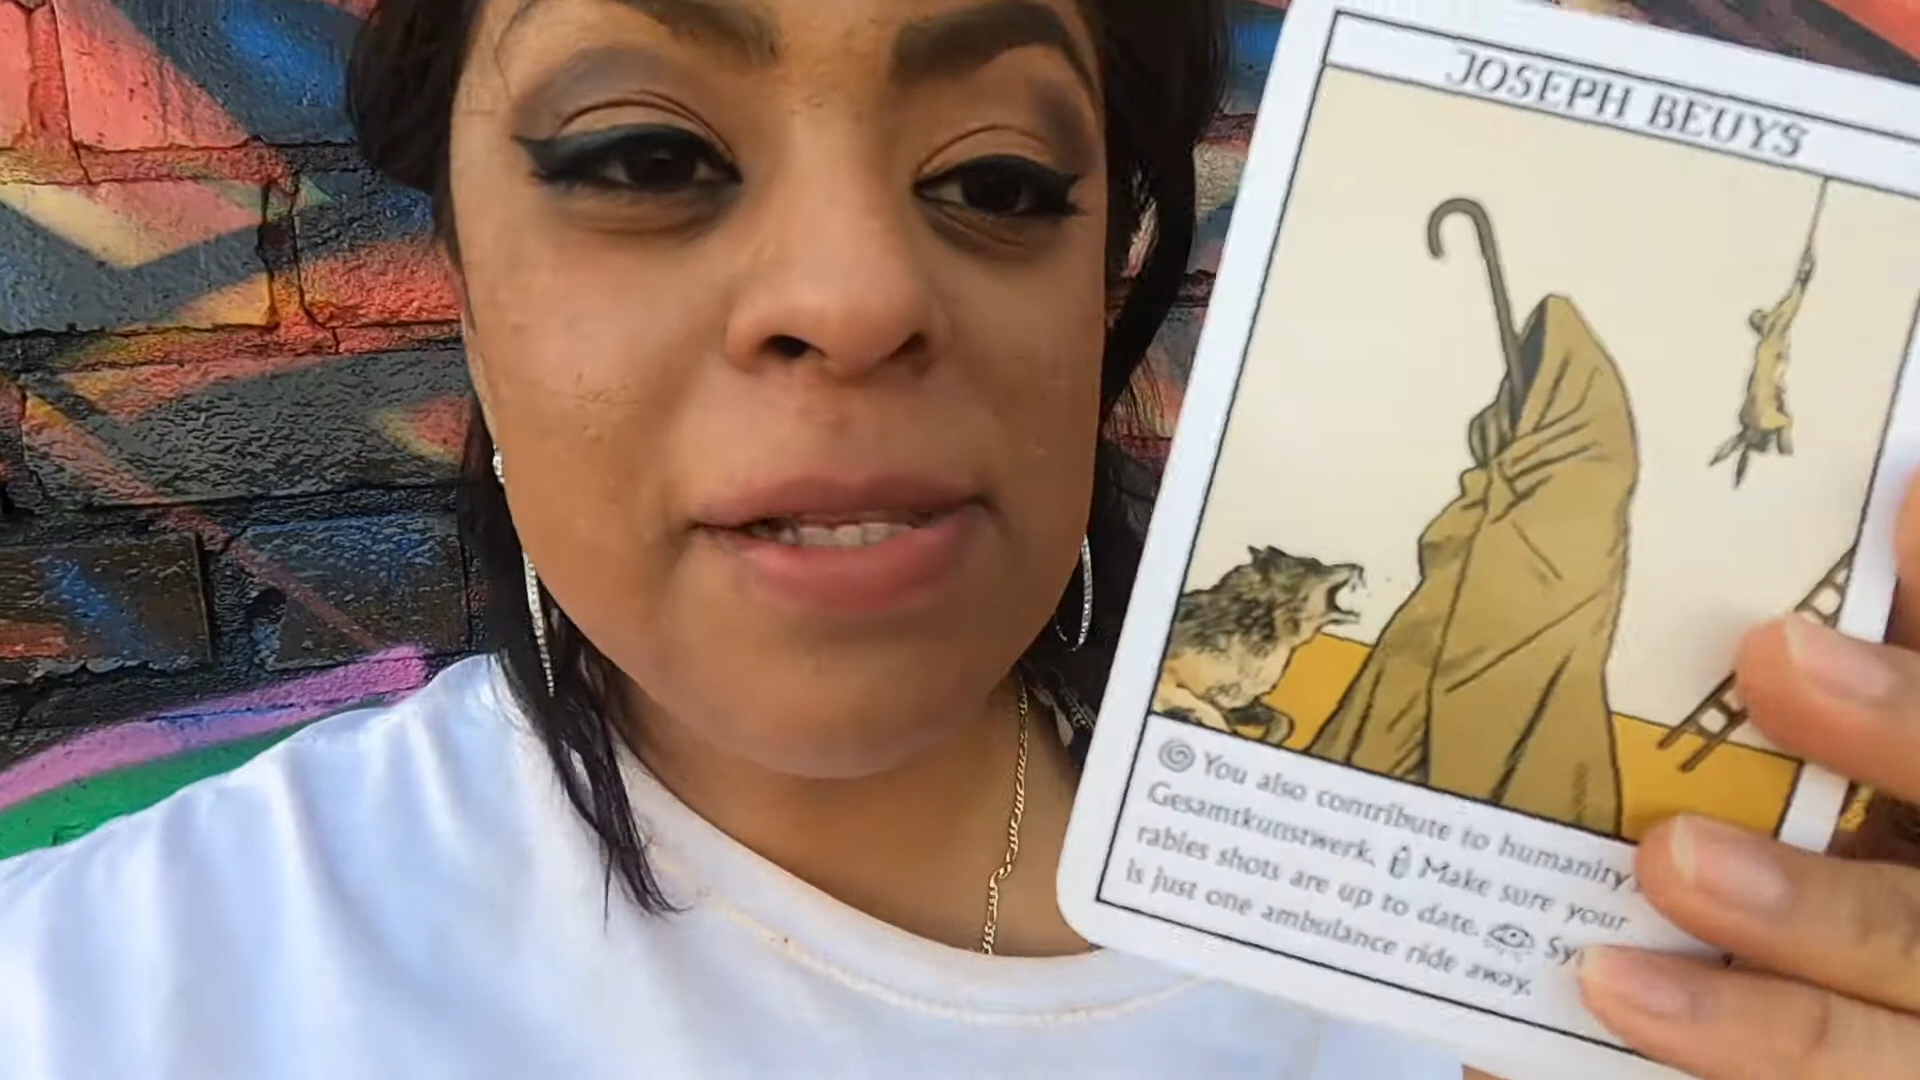 JOSEPH BEUYS
You also contribute to humanity
Gesamtkunstwerk. Make sure your
rabies shots are up to date.
is just one ambulance ride away.